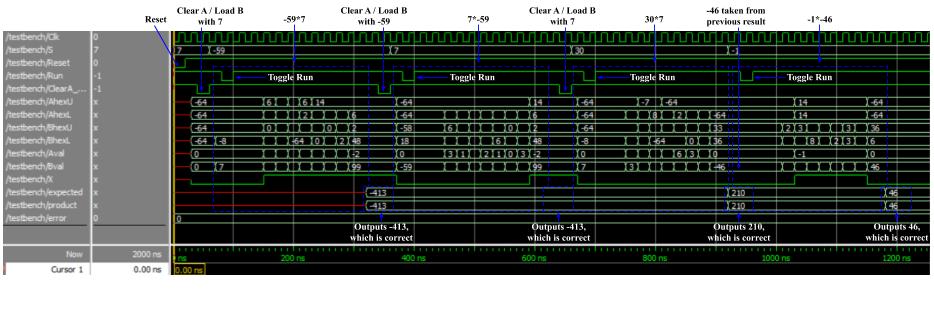 Clear A / Load B with 7
Reset
-59*7
Clear A / Load B with -59
7*-59
Clear A / Load B with 7
30*7
-46 taken from previous result
-1*-46
/testbench/Clk 0
/testbench/S 7 7 -59 7 30 -1
/testbench/Reset 0
/testbench/Run -1 Toggle Run Toggle Run Toggle Run Toggle Run
/testbench/ClearA_... -1
/testbench/AhexU x -64 6 6 14 -64 14 -64 -7 -64 14 -64
/testbench/AhexL x -64 2 6 -64 6 -64 8 2 -64 14 -64
/testbench/BhexU x -64 0 0 2 -58 6 0 2 33 2 3 3 36
/testbench/BhexL x -64 -8 -64 0 2 48 18 48 -8 -64 0 36 8 2 3 6
/testbench/Aval x 0 -2 0 3 1 2 1 0 3 -2 0 6 3 0 -1 0
/testbench/Bval x 0 7 99 -59 99 7 3 -46 46
/testbench/X x
/testbench/expected x -413 210 46
/testbench/product x -413 210 46
/testbench/error 0 0
Outputs -413, which is correct
Outputs -413, which is correct
Outputs 210, which is correct
Outputs 46, which is correct
Now 2000 ns ns 200 ns 400 ns 600 ns 800 ns 1000 ns 1200 ns
Cursor 1 0.00 ns 0.00 ns